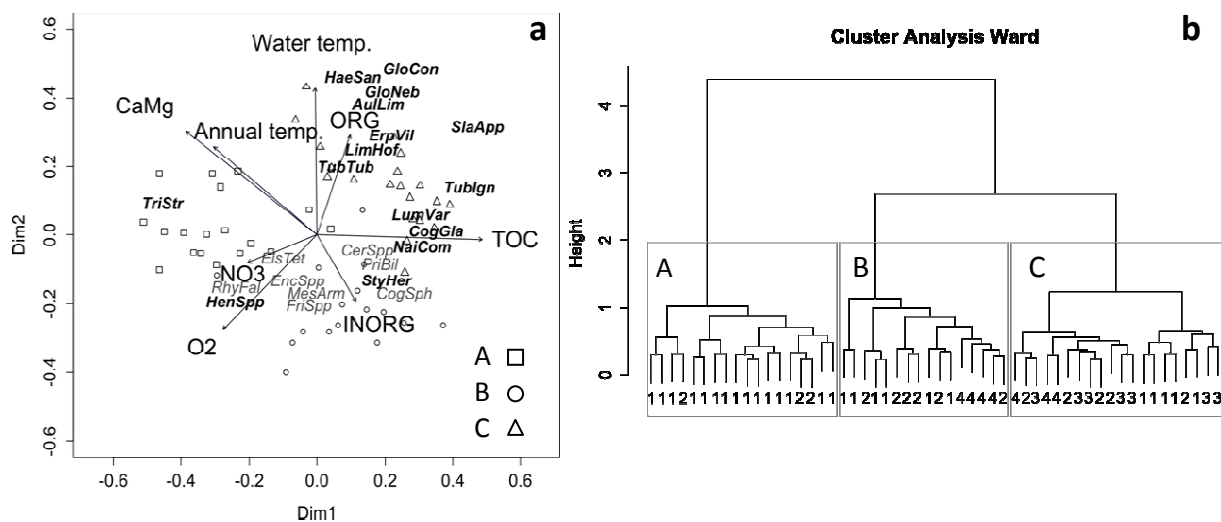 a
Water temp.
CaMg
Annual temp.
HaeSan
GloCon
GloNeb
AulLim
ORG
ErpVil
SlaApp
LimHof
TubTub
TubIgn
TriStr
LumVar
CogGla
TOC
NaiCom
CerSpp
PriBil
ElsTet
NO3
RhyFal
EncSpp
StyHer
HenSpp
MesArm
CogSph
FriSpp
INORG
O2
A
B
C
Dim2
0.6
0.4
0.2
0.0
-0.2
-0.4
-0.6
-0.6 -0.4 -0.2 0.0 0.2 0.4 0.6
Dim1
b
Cluster Analysis Ward
Height
4
3
2
1
0
A B C